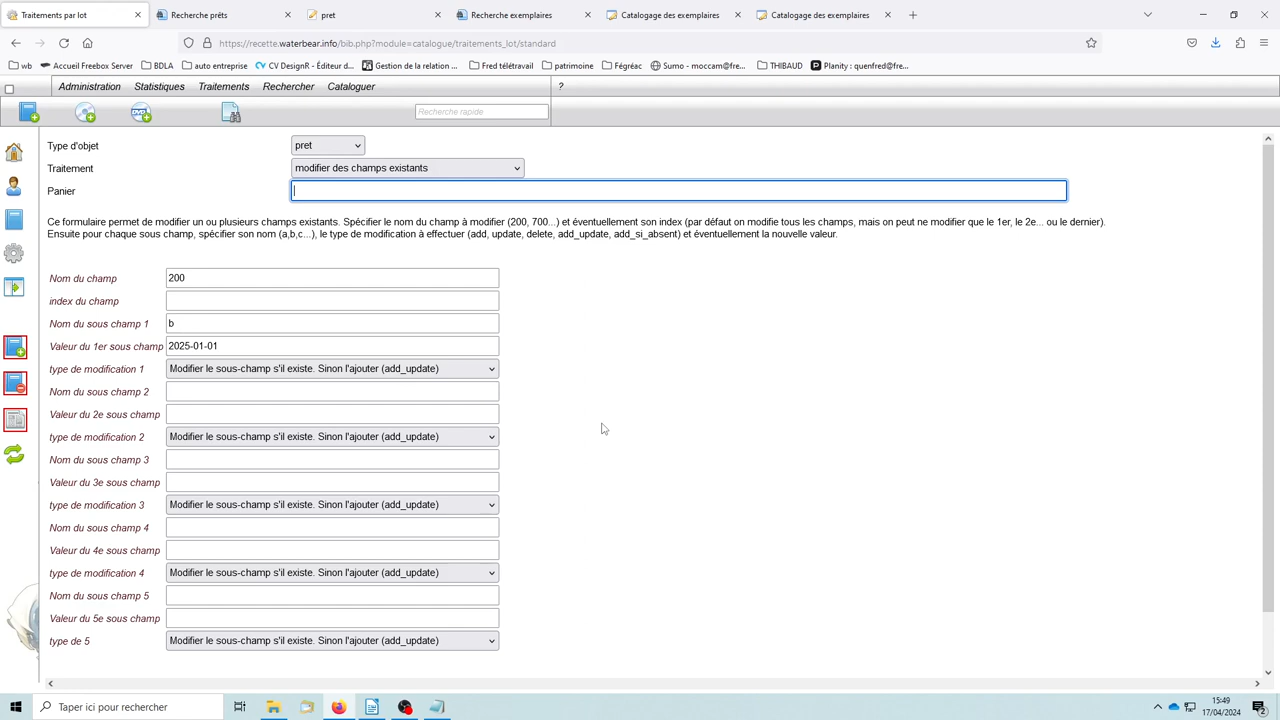 Traitements par lot
Recherche prêts
pret
Recherche exemplaires
Catalogage des exemplaires
Catalogage des exemplaires
https://recette.waterbear.info/bib.php?module=catalogue/traitements_lot/standard
wb
Accueil Freebox Server
BDLA
auto entreprise
CV DesignR - Éditeur d...
Gestion de la relation ...
Fred télétravail
patrimoine
Fégréac
Sumo - moccam@fre...
THIBAUD
Planity : quenfred@fre...
Administration
Statistiques
Traitements
Rechercher
Cataloguer
?
Recherche rapide
Type d'objet
pret
Traitement
modifier des champs existants
Panier
Ce formulaire permet de modifier un ou plusieurs champs existants. Spécifier le nom du champ à modifier (200, 700...) et éventuellement son index (par défaut on modifie tous les champs, mais on peut ne modifier que le 1er, le 2e... ou le dernier).
Ensuite pour chaque sous champ, spécifier son nom (a,b,c...), le type de modification à effectuer (add, update, delete, add_update, add_si_absent) et éventuellement la nouvelle valeur.
Nom du champ
200
index du champ
Nom du sous champ 1
b
Valeur du 1er sous champ
2025-01-01
type de modification 1
Modifier le sous-champ s'il existe. Sinon l'ajouter (add_update)
Nom du sous champ 2
Valeur du 2e sous champ
type de modification 2
Modifier le sous-champ s'il existe. Sinon l'ajouter (add_update)
Nom du sous champ 3
Valeur du 3e sous champ
type de modification 3
Modifier le sous-champ s'il existe. Sinon l'ajouter (add_update)
Nom du sous champ 4
Valeur du 4e sous champ
type de modification 4
Modifier le sous-champ s'il existe. Sinon l'ajouter (add_update)
Nom du sous champ 5
Valeur du 5e sous champ
type de 5
Modifier le sous-champ s'il existe. Sinon l'ajouter (add_update)
Taper ici pour rechercher
15:49
17/04/2024
2